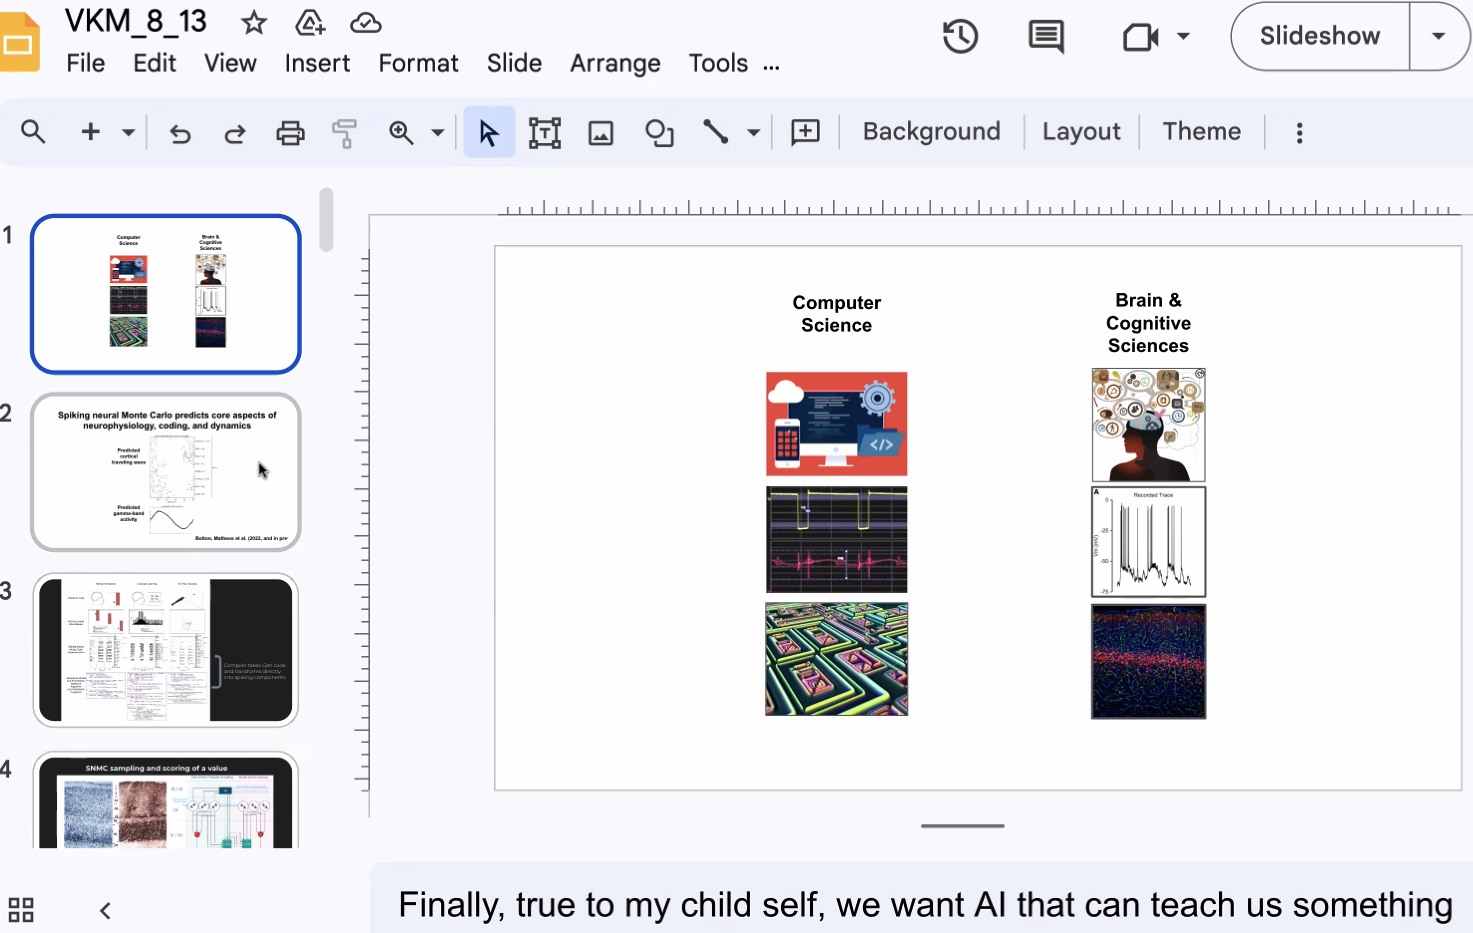 VKM_8_13
File Edit View Insert Format Slide Arrange Tools ...
Slideshow
Background Layout Theme
1
Computer
Science
Brain &
Cognitive
Sciences
2
Spiking neural Monte Carlo predicts core aspects of
neurophysiology, coding, and dynamics
Predicted
cortical
traveling wave
Predicted
gamma-band
activity
Bolton, Matheos et al. (2022, and in pre
3
Compiler takes Gen code
and transforms directly
into spiking components
4
SNMC sampling and scoring of a value
Computer
Science
Brain &
Cognitive
Sciences
</>
A
Recorded Trace
Vm (mV)
0
-25
-50
-75
Finally, true to my child self, we want AI that can teach us something